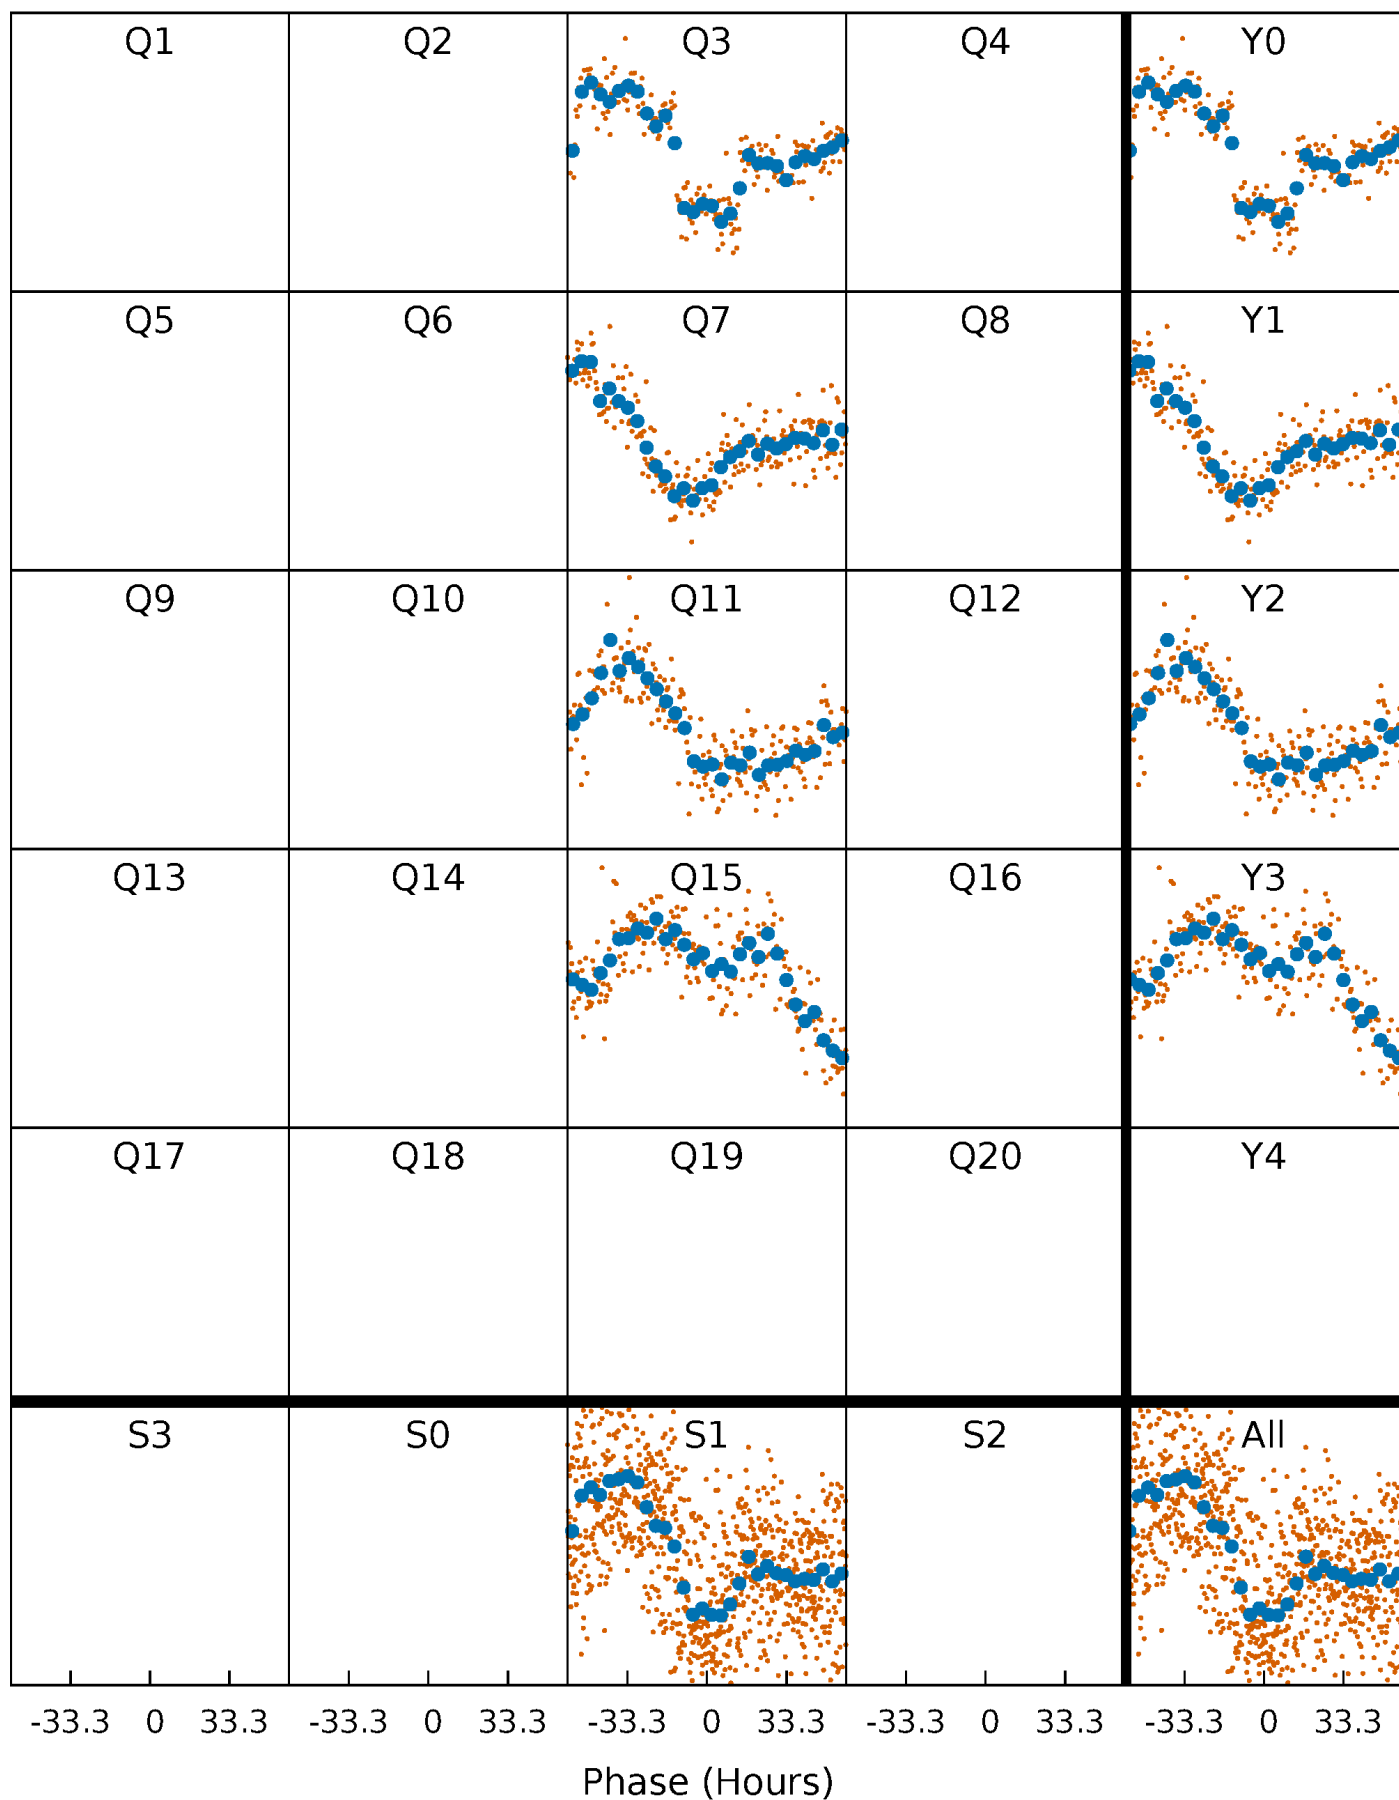 Q1 Q2 Q3 Q4 Y0
Q5 Q6 Q7 Q8 Y1
Q9 Q10 Q11 Q12 Y2
Q13 Q14 Q15 Q16 Y3
Q17 Q18 Q19 Q20 Y4
S3 S0 S1 S2 All
-33.3 0 33.3 -33.3 0 33.3 -33.3 0 33.3 -33.3 0 33.3 -33.3 0 33.3
Phase (Hours)